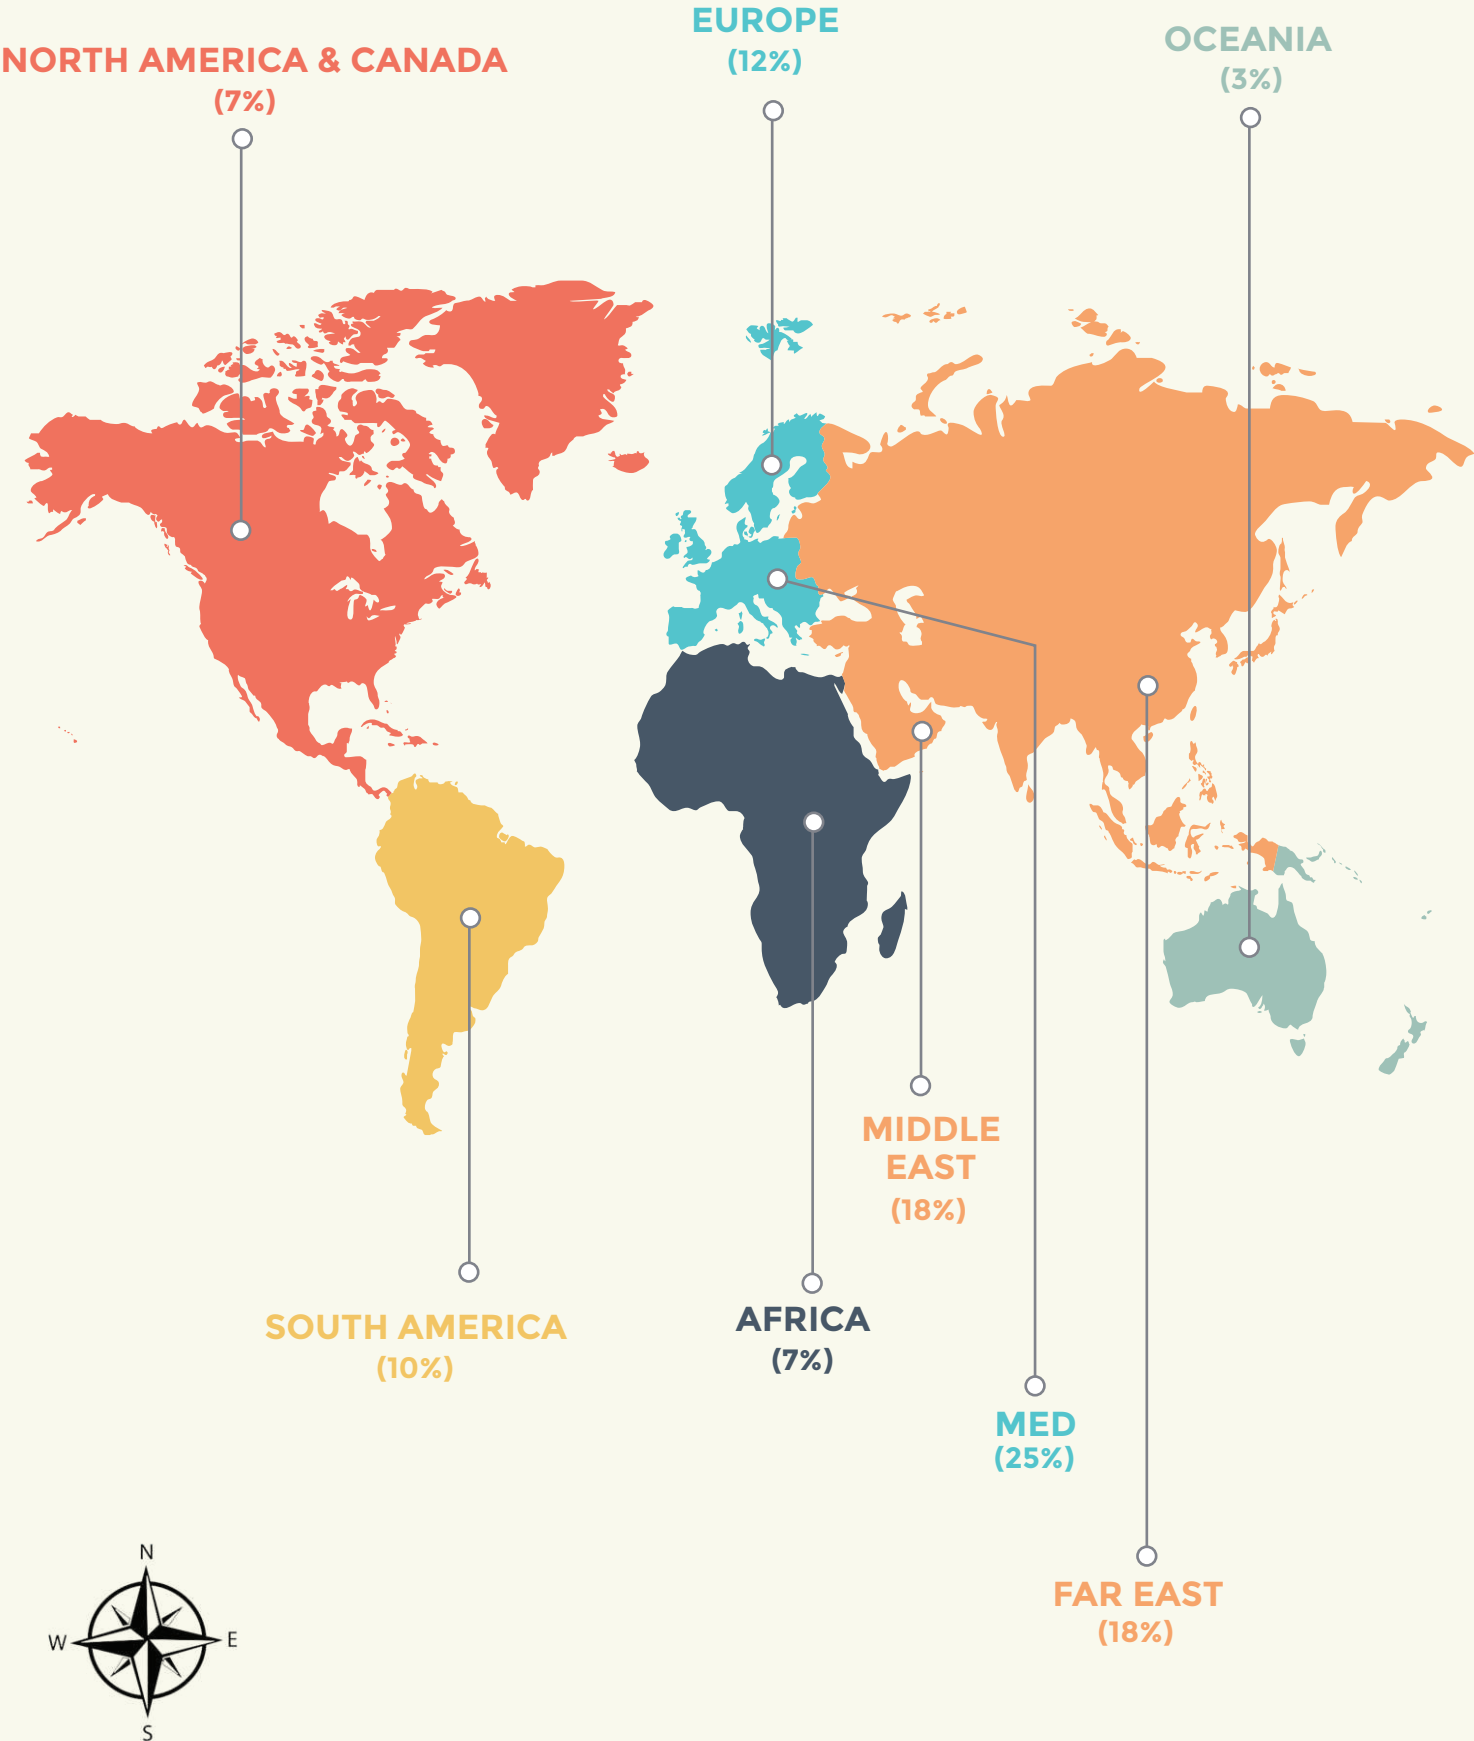 EUROPE
(12%)
OCEANIA
(3%)
NORTH AMERICA & CANADA
(7%)
MIDDLE
EAST
(18%)
SOUTH AMERICA
(10%)
AFRICA
(7%)
MED
(25%)
FAR EAST
(18%)
N
W
E
S